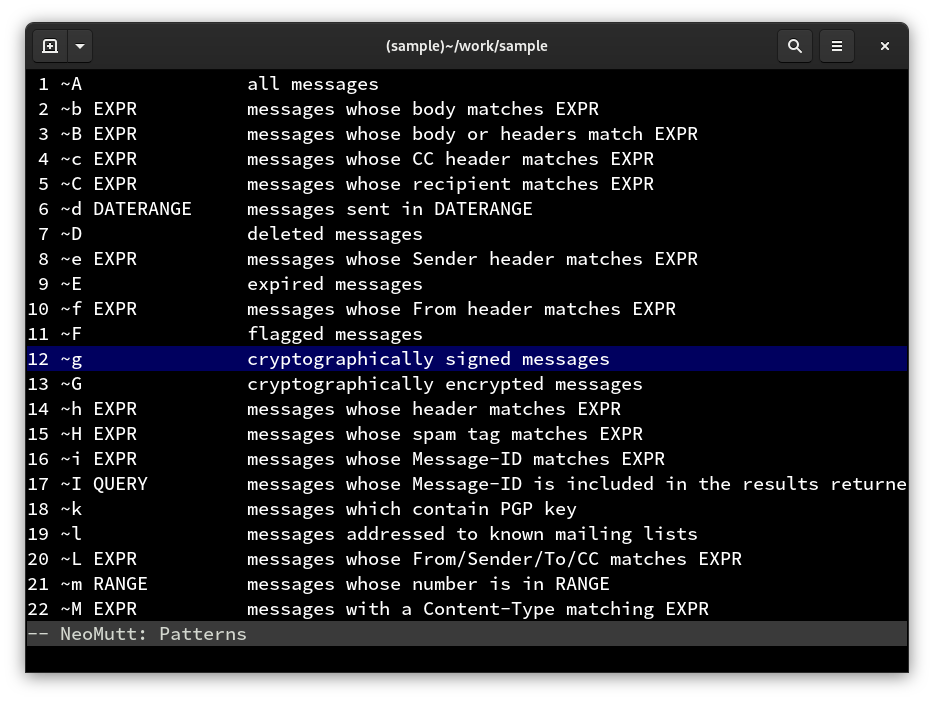 (sample)~/work/sample
1 ~A all messages
2 ~b EXPR messages whose body matches EXPR
3 ~B EXPR messages whose body or headers match EXPR
4 ~c EXPR messages whose CC header matches EXPR
5 ~C EXPR messages whose recipient matches EXPR
6 ~d DATERANGE messages sent in DATERANGE
7 ~D deleted messages
8 ~e EXPR messages whose Sender header matches EXPR
9 ~E expired messages
10 ~f EXPR messages whose From header matches EXPR
11 ~F flagged messages
12 ~g cryptographically signed messages
13 ~G cryptographically encrypted messages
14 ~h EXPR messages whose header matches EXPR
15 ~H EXPR messages whose spam tag matches EXPR
16 ~i EXPR messages whose Message-ID matches EXPR
17 ~I QUERY messages whose Message-ID is included in the results returne
18 ~k messages which contain PGP key
19 ~l messages addressed to known mailing lists
20 ~L EXPR messages whose From/Sender/To/CC matches EXPR
21 ~m RANGE messages whose number is in RANGE
22 ~M EXPR messages with a Content-Type matching EXPR
-- NeoMutt: Patterns